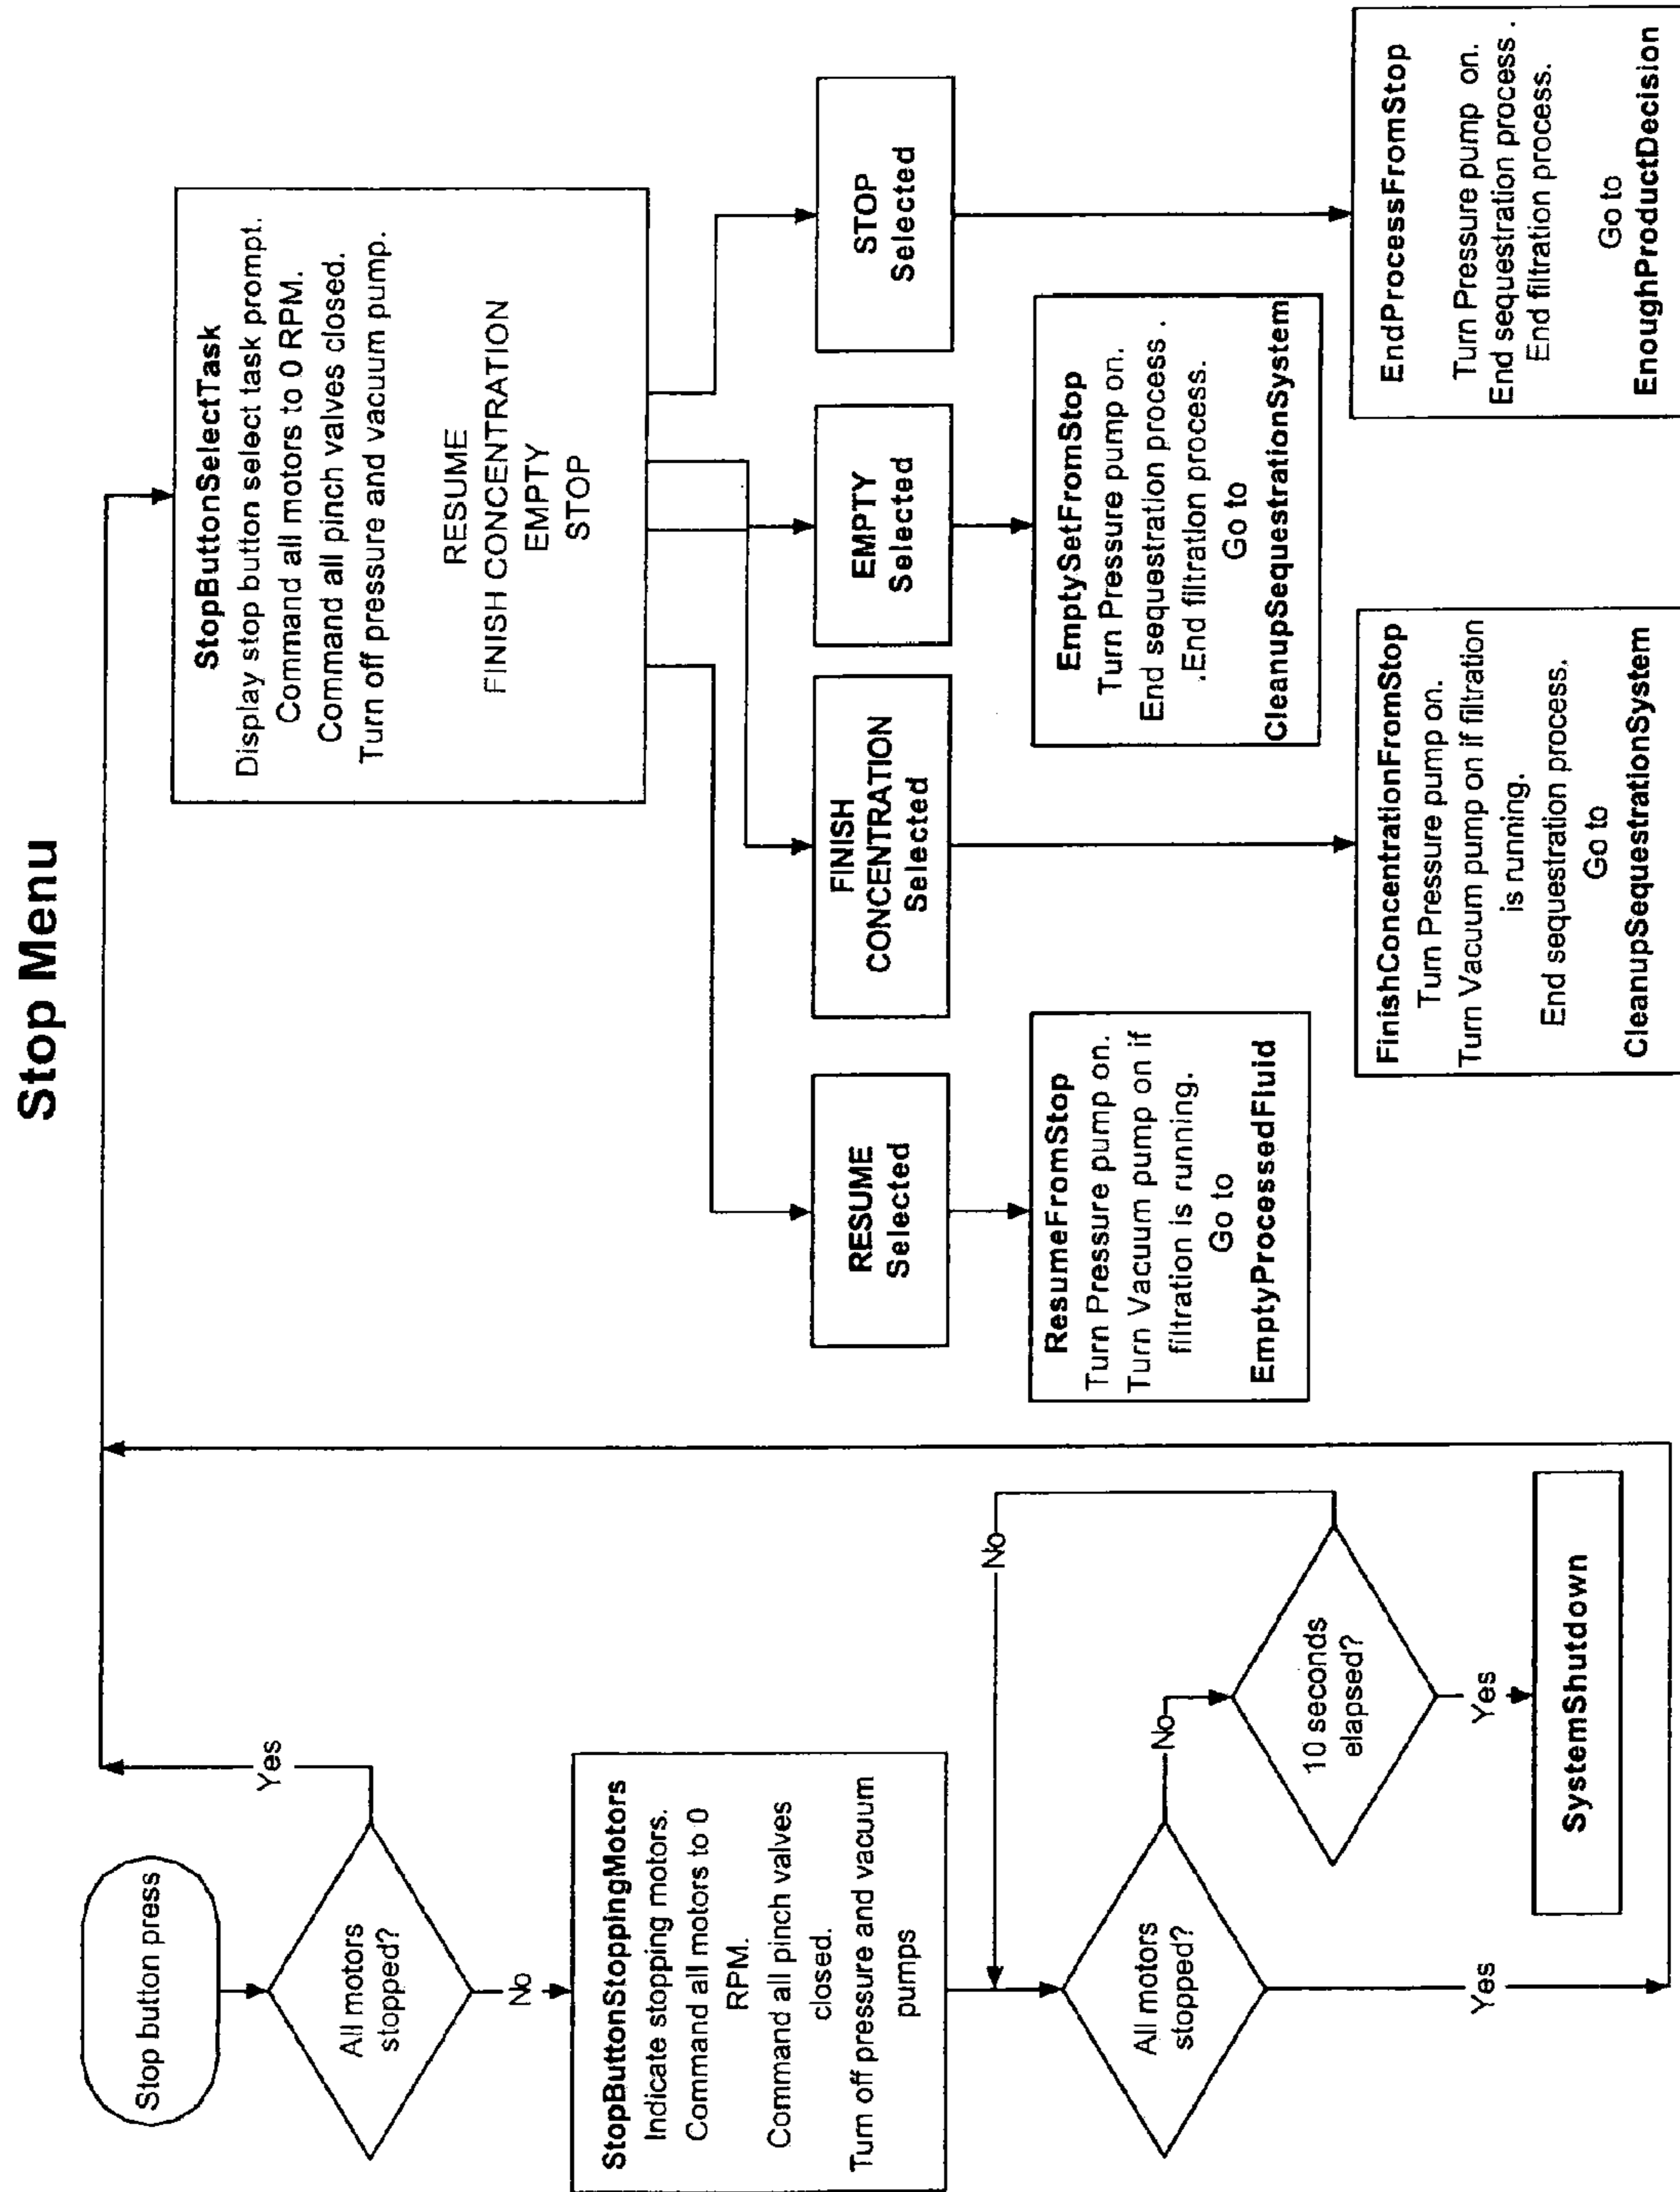 Stop Menu
Stop button press
All motors
stopped?
Yes
No
StopButtonStoppingMotors
Indicate stopping motors.
Command all motors to 0
RPM.
Command all pinch valves
closed.
Turn off pressure and vacuum
pumps
All motors
stopped?
No
No
10 seconds
elapsed?
Yes
Yes
SystemShutdown
StopButtonSelectTask
Display stop button select task prompt.
Command all motors to 0 RPM.
Command all pinch valves closed.
Turn off pressure and vacuum pump.
RESUME
FINISH CONCENTRATION
EMPTY
STOP
RESUME
Selected
FINISH
CONCENTRATION
Selected
EMPTY
Selected
STOP
Selected
ResumeFromStop
Turn Pressure pump on.
Turn Vacuum pump on if
filtration is running.
Go to
EmptyProcessedFluid
EmptySetFromStop
Turn Pressure pump on.
End sequestration process .
.End filtration process.
Go to
CleanupSequestrationSystem
FinishConcentrationFromStop
Turn Pressure pump on.
Turn Vacuum pump on if filtration
is running.
End sequestration process.
Go to
CleanupSequestrationSystem
EndProcessFromStop
Turn Pressure pump on.
End sequestration process .
End filtration process.
Go to
EnoughProductDecision